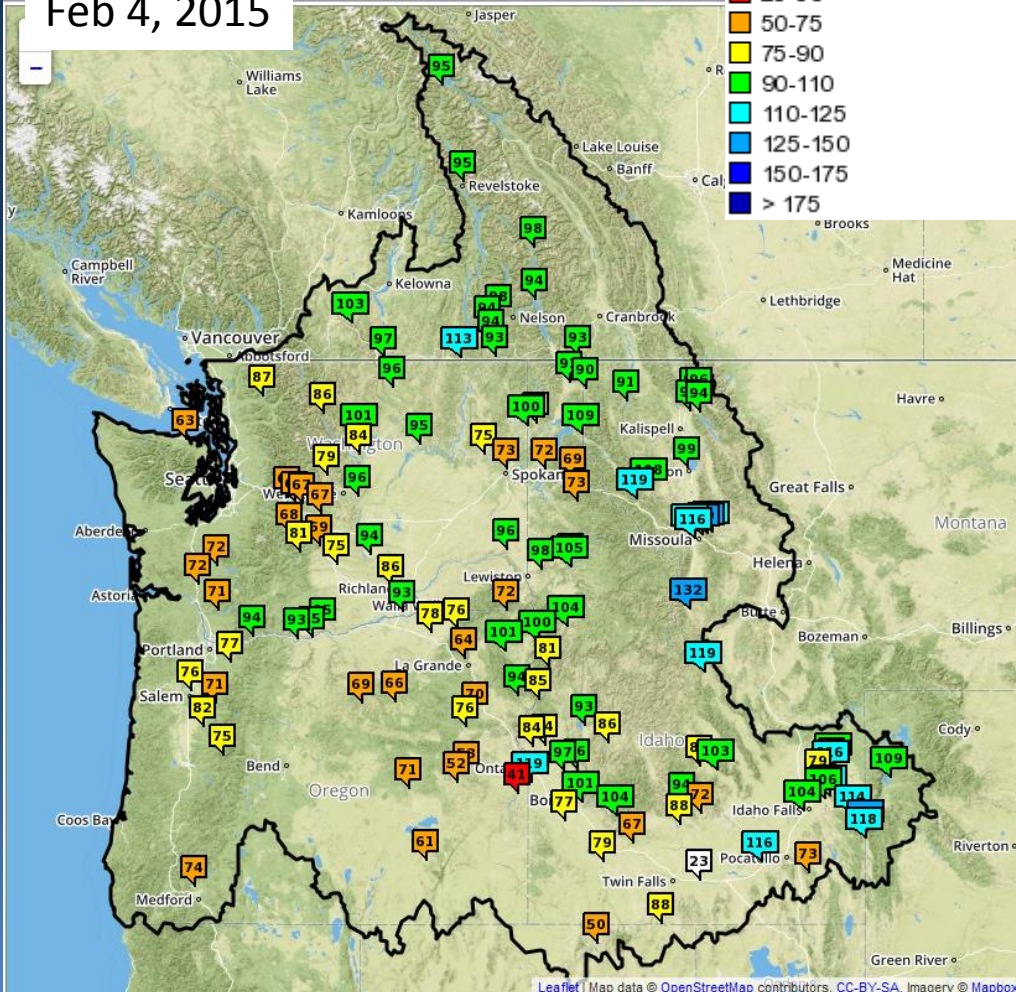 Feb 4, 2015
50-75
75-90
90-110
110-125
125-150
150-175
> 175
−
Jasper
95
Williams
Lake
Lake Louise
Banff
95
Revelstoke
Kamloops
98
Brooks
Campbell
River
Medicine
Hat
Kelowna
94
103
Lethbridge
94
Nelson
Cranbrook
Vancouver
97
113
93
93
Abbotsford
96
90
87
91
86
94
Havre
101
100
109
63
95
Kalispell
84
75
Washington
73
72
99
79
69
Spokane
96
73
119
Great Falls
67
67
68
116
Montana
81
75
94
96
Missoula
72
98
105
Aberdeen
72
86
Lewiston
Helena
71
Richland
93
72
132
Astoria
78
76
104
Butte
94
93
100
101
Bozeman
Billings
Portland
77
64
81
119
76
La Grande
71
69
66
94
85
Salem
82
76
93
Cody
75
84
86
Idaho
103
Bend
52
97
79
109
71
41
Oregon
101
94
106
77
104
72
104
114
88
Idaho Falls
Coos Bay
67
118
61
79
116
Riverton
74
23
Pocatello
73
Medford
Twin Falls
88
50
Green River
Leaflet | Map data © OpenStreetMap contributors, CC-BY-SA, Imagery © Mapbox